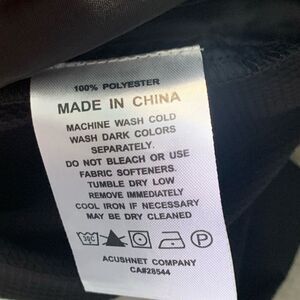 100% POLYESTER
MADE IN CHINA
MACHINE WASH COLD
WASH DARK COLORS
SEPARATELY.
DO NOT BLEACH OR USE
FABRIC SOFTENERS.
TUMBLE DRY LOW
REMOVE IMMEDIATELY
COOL IRON IF NECESSARY
MAY BE DRY CLEANED
30C P
ACUSHNET COMPANY
CA#28544